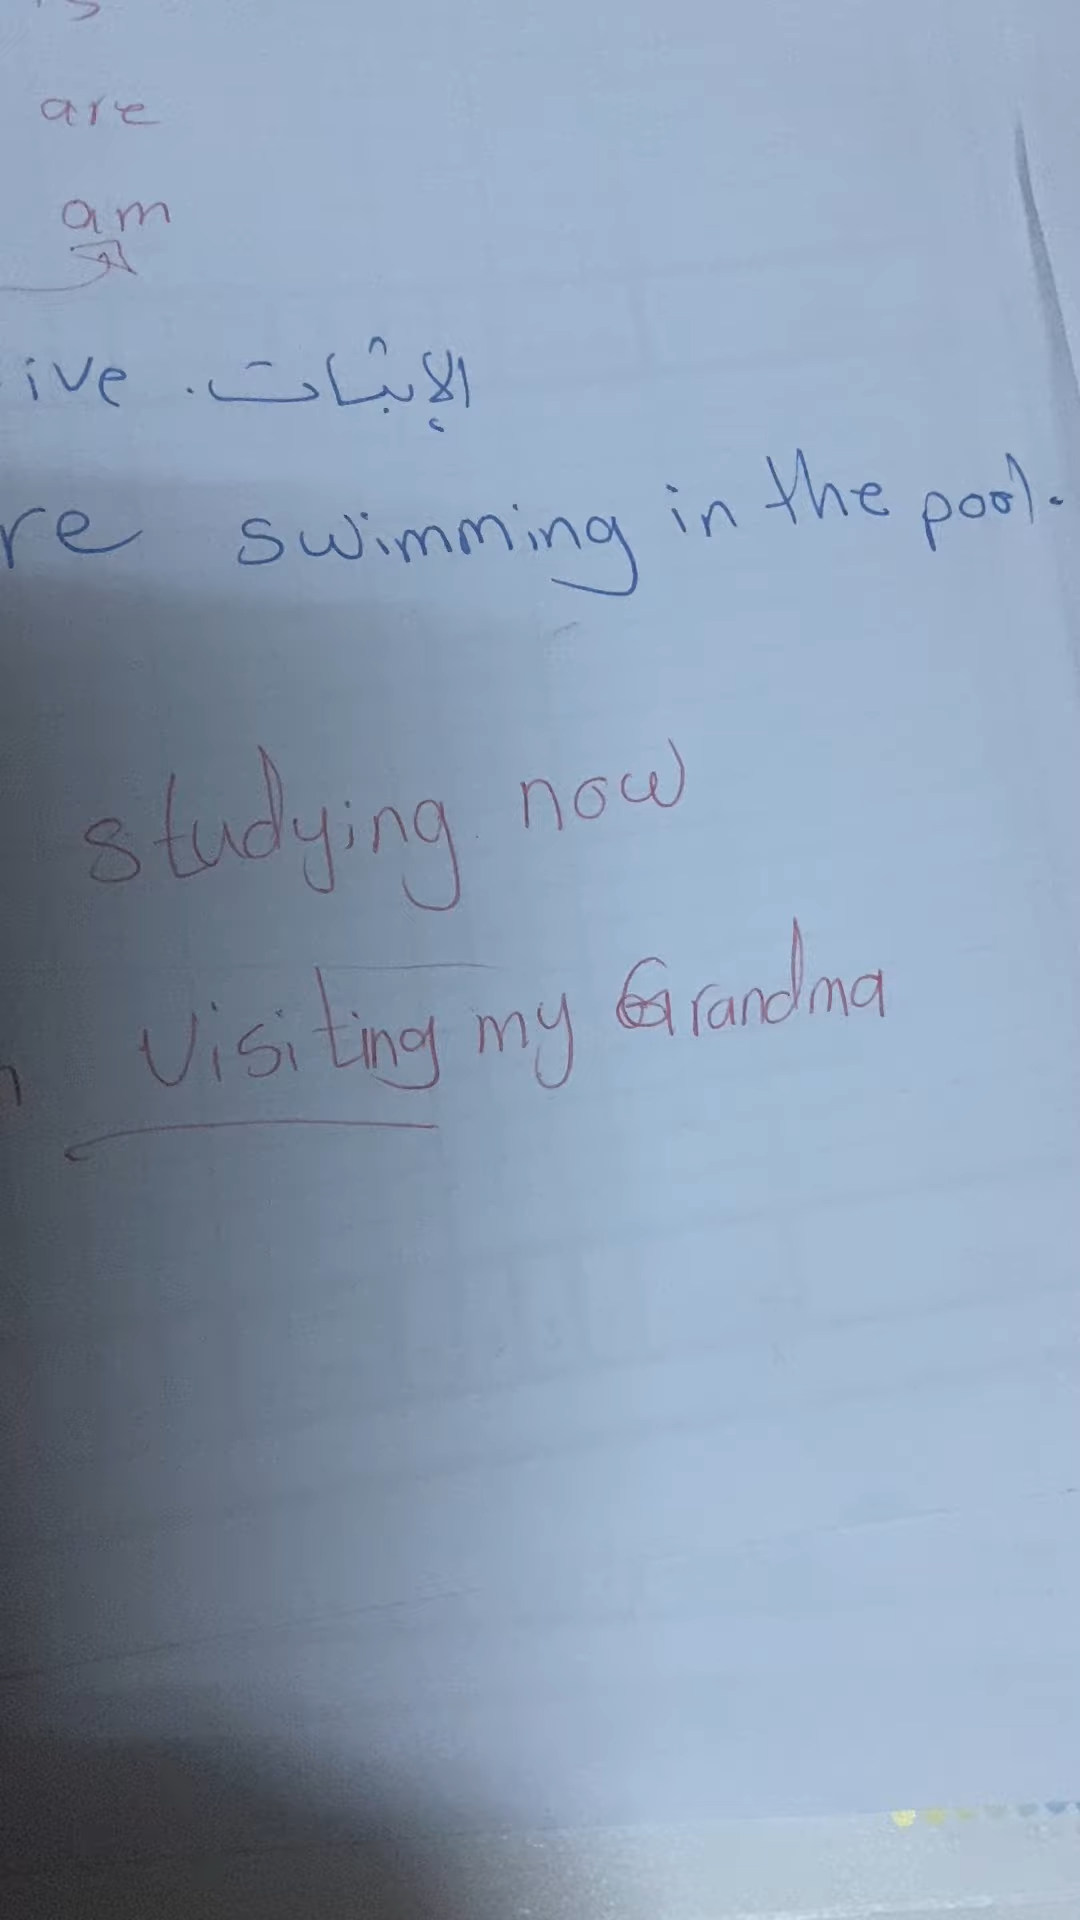 are
am
ive . الإثبات
re swimming in the pool.
studying now
visiting my Grandma